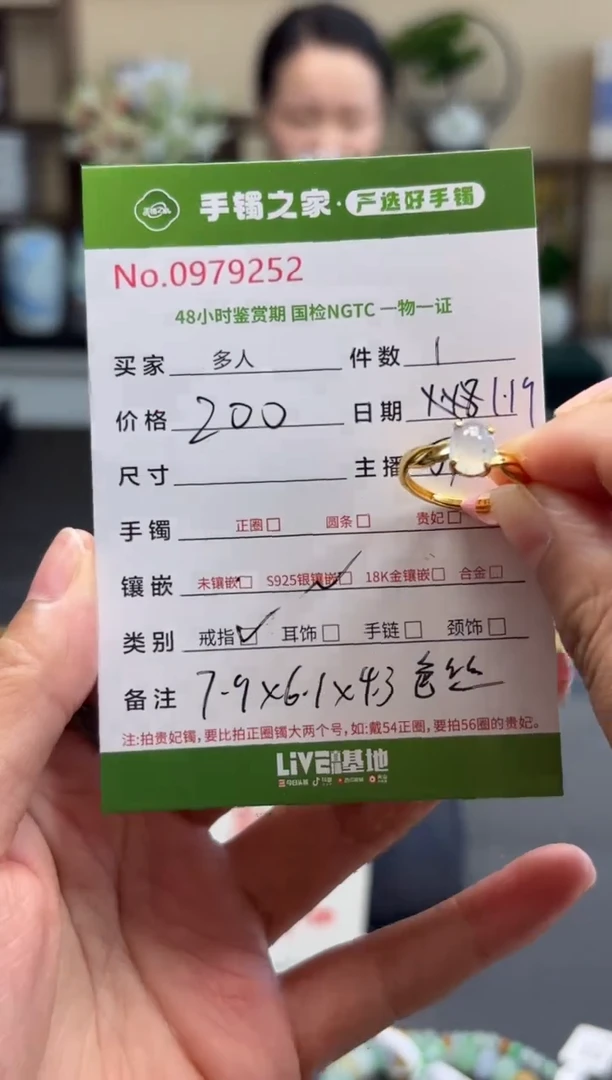 手镯之家·严选好手镯
No.0979252
48小时鉴赏期 国检NGTC 一物一证
买家 多人 件数 1
价格 200 日期 1.19
尺寸 主播
手镯 正圈□ 圆条□ 贵妃□
镶嵌 未镶嵌□ S925银镶嵌☑ 18K金镶嵌□ 合金□
类别 戒指☑ 耳饰□ 手链□ 颈饰□
备注 7.9×6.1×4.3 色丝
注:拍贵妃镯,要比拍正圈镯大两个号,如:戴54正圈,要拍56圈的贵妃。
LIVE 基地